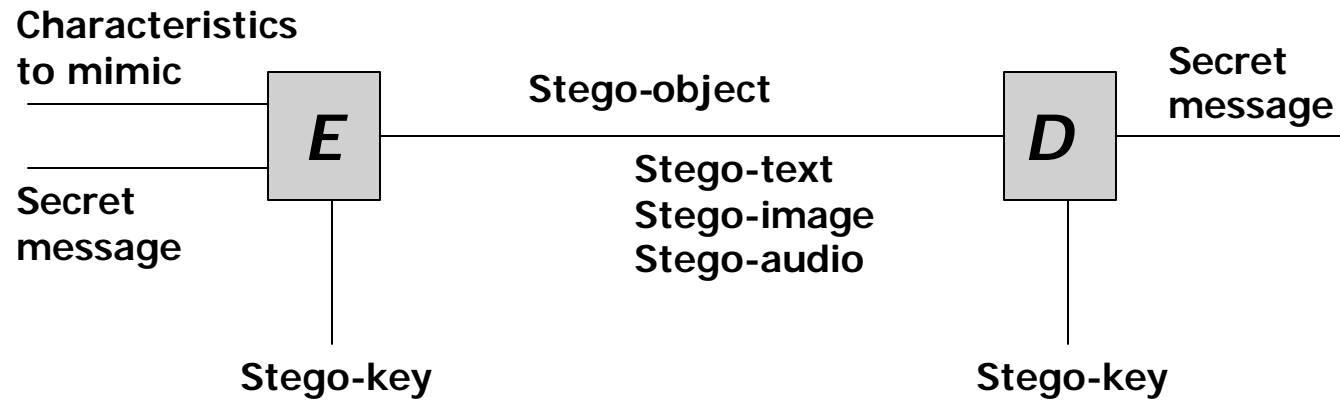 Characteristics
to mimic
Secret
message
E
Stego-key
Stego-object
Stego-text
Stego-image
Stego-audio
D
Stego-key
Secret
message